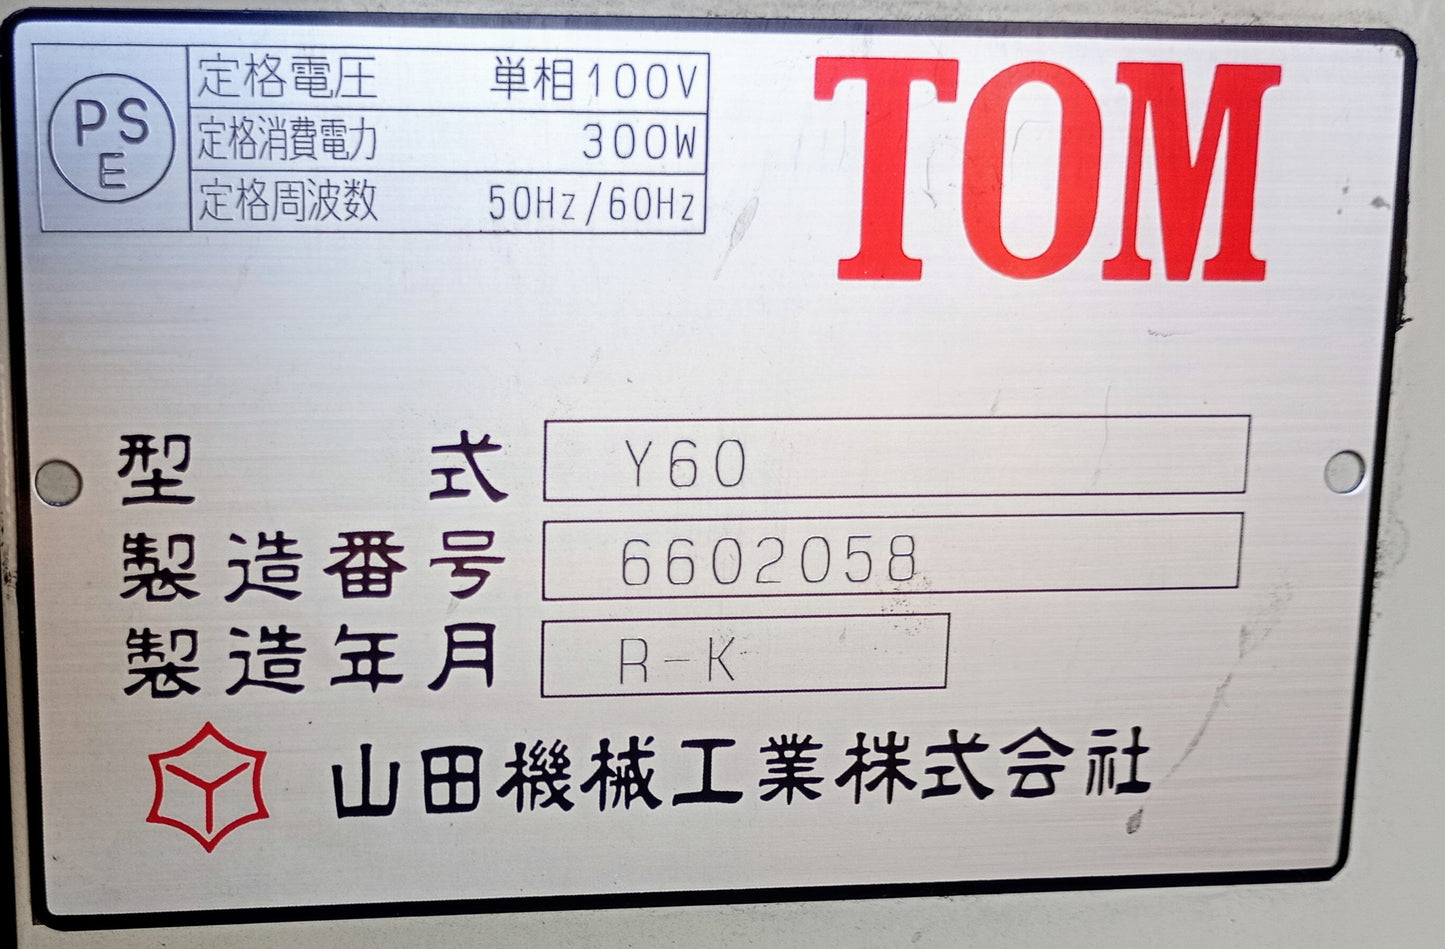 PS
E
定格電圧 単相100V
定格消費電力 300W
定格周波数 50Hz/60Hz
TOM
型式 Y60
製造番号 6602058
製造年月 R-K
山田機械工業株式会社